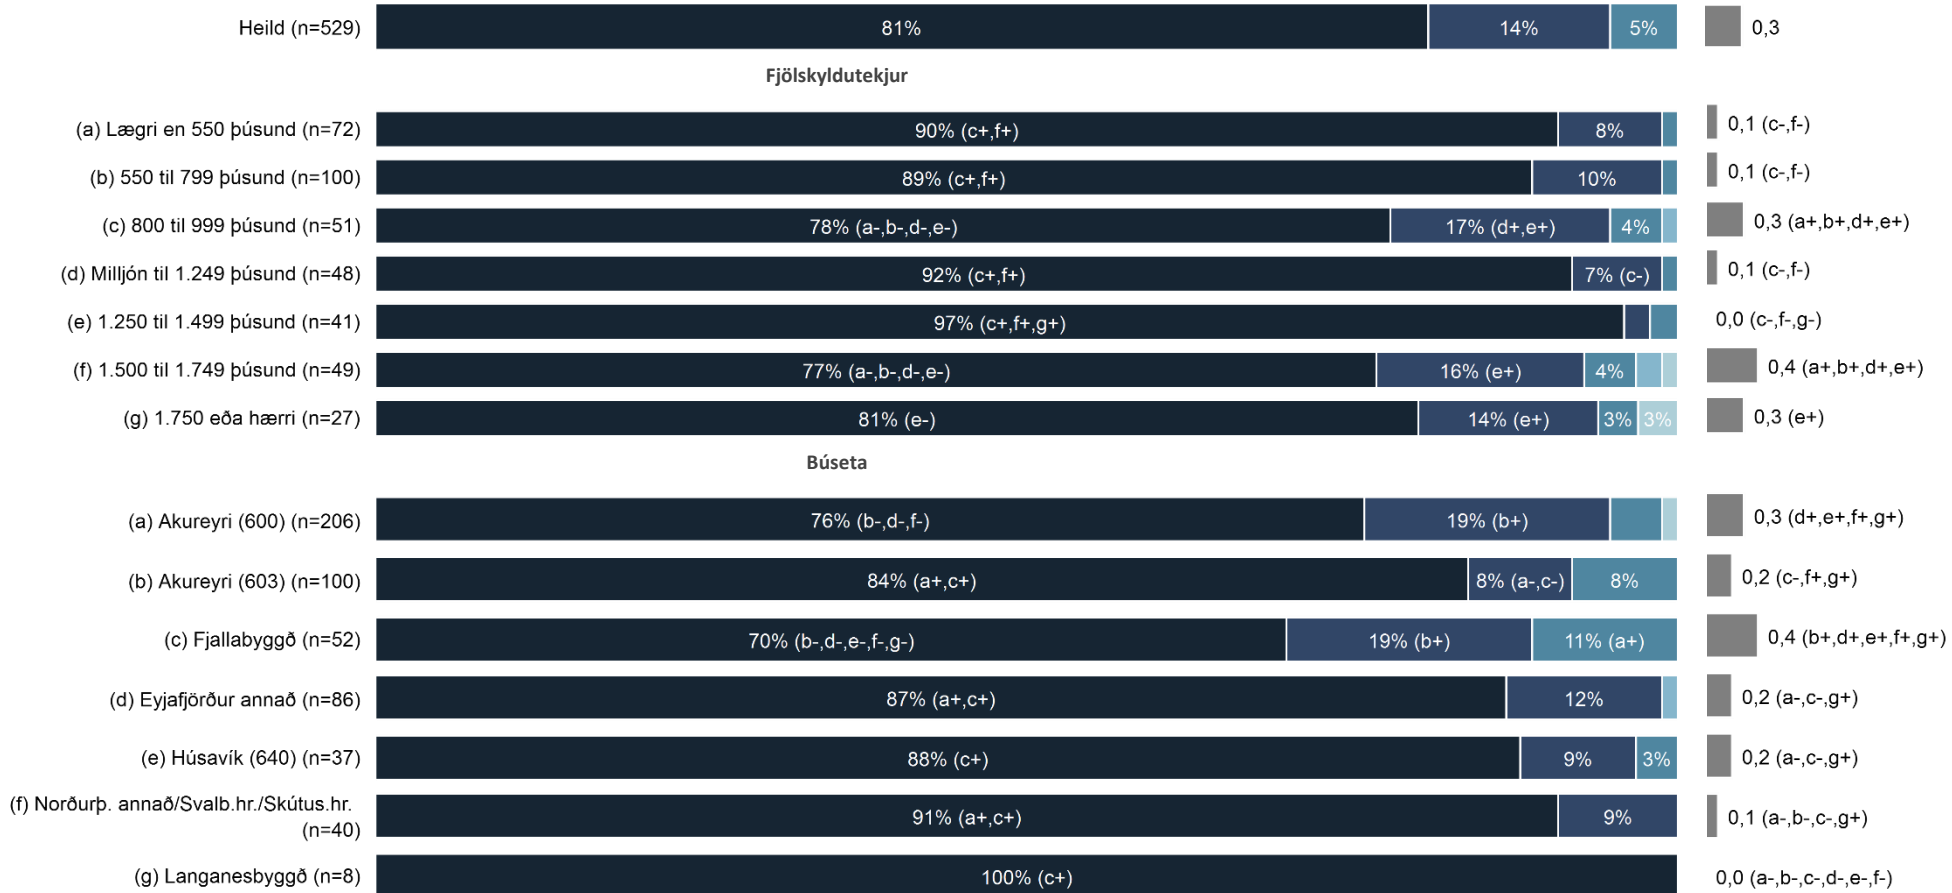 Heild (n=529) 81% 14% 5% 0,3
Fjölskyldutekjur
(a) Lægri en 550 þúsund (n=72) 90% (c+,f+) 8% 0,1 (c-,f-)
(b) 550 til 799 þúsund (n=100) 89% (c+,f+) 10% 0,1 (c-,f-)
(c) 800 til 999 þúsund (n=51) 78% (a-,b-,d-,e-) 17% (d+,e+) 4% 0,3 (a+,b+,d+,e+)
(d) Milljón til 1.249 þúsund (n=48) 92% (c+,f+) 7% (c-) 0,1 (c-,f-)
(e) 1.250 til 1.499 þúsund (n=41) 97% (c+,f+,g+) 0,0 (c-,f-,g-)
(f) 1.500 til 1.749 þúsund (n=49) 77% (a-,b-,d-,e-) 16% (e+) 4% 0,4 (a+,b+,d+,e+)
(g) 1.750 eða hærri (n=27) 81% (e-) 14% (e+) 3% 3% 0,3 (e+)
Búseta
(a) Akureyri (600) (n=206) 76% (b-,d-,f-) 19% (b+) 0,3 (d+,e+,f+,g+)
(b) Akureyri (603) (n=100) 84% (a+,c+) 8% (a-,c-) 8% 0,2 (c-,f+,g+)
(c) Fjallabyggð (n=52) 70% (b-,d-,e-,f-,g-) 19% (b+) 11% (a+) 0,4 (b+,d+,e+,f+,g+)
(d) Eyjafjörður annað (n=86) 87% (a+,c+) 12% 0,2 (a-,c-,g+)
(e) Húsavík (640) (n=37) 88% (c+) 9% 3% 0,2 (a-,c-,g+)
(f) Norðurþ. annað/Svalb.hr./Skútus.hr.
(n=40) 91% (a+,c+) 9% 0,1 (a-,b-,c-,g+)
(g) Langanesbyggð (n=8) 100% (c+) 0,0 (a-,b-,c-,d-,e-,f-)